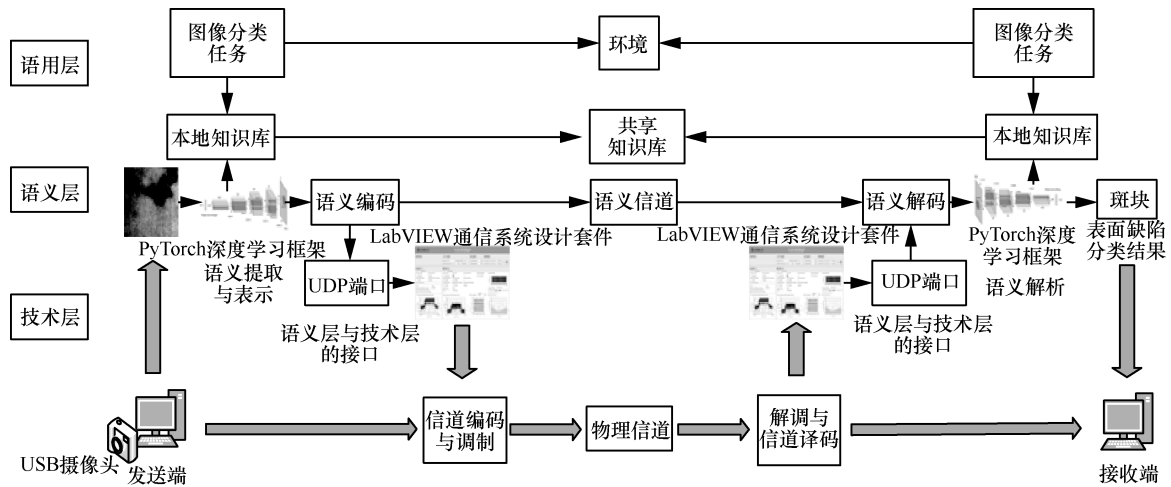 图像分类
任务
环境
图像分类
任务
语用层
本地知识库
共享
知识库
本地知识库
语义层
语义编码
语义信道
语义解码
斑块
PyTorch深度学习框架
语义提取
与表示
LabVIEW通信系统设计套件
LabVIEW通信系统设计套件
PyTorch深度
学习框架
语义解析
表面缺陷
分类结果
技术层
UDP端口
UDP端口
语义层与技术层
的接口
语义层与技术层
的接口
信道编码
与调制
物理信道
解调与
信道译码
USB摄像头
发送端
接收端